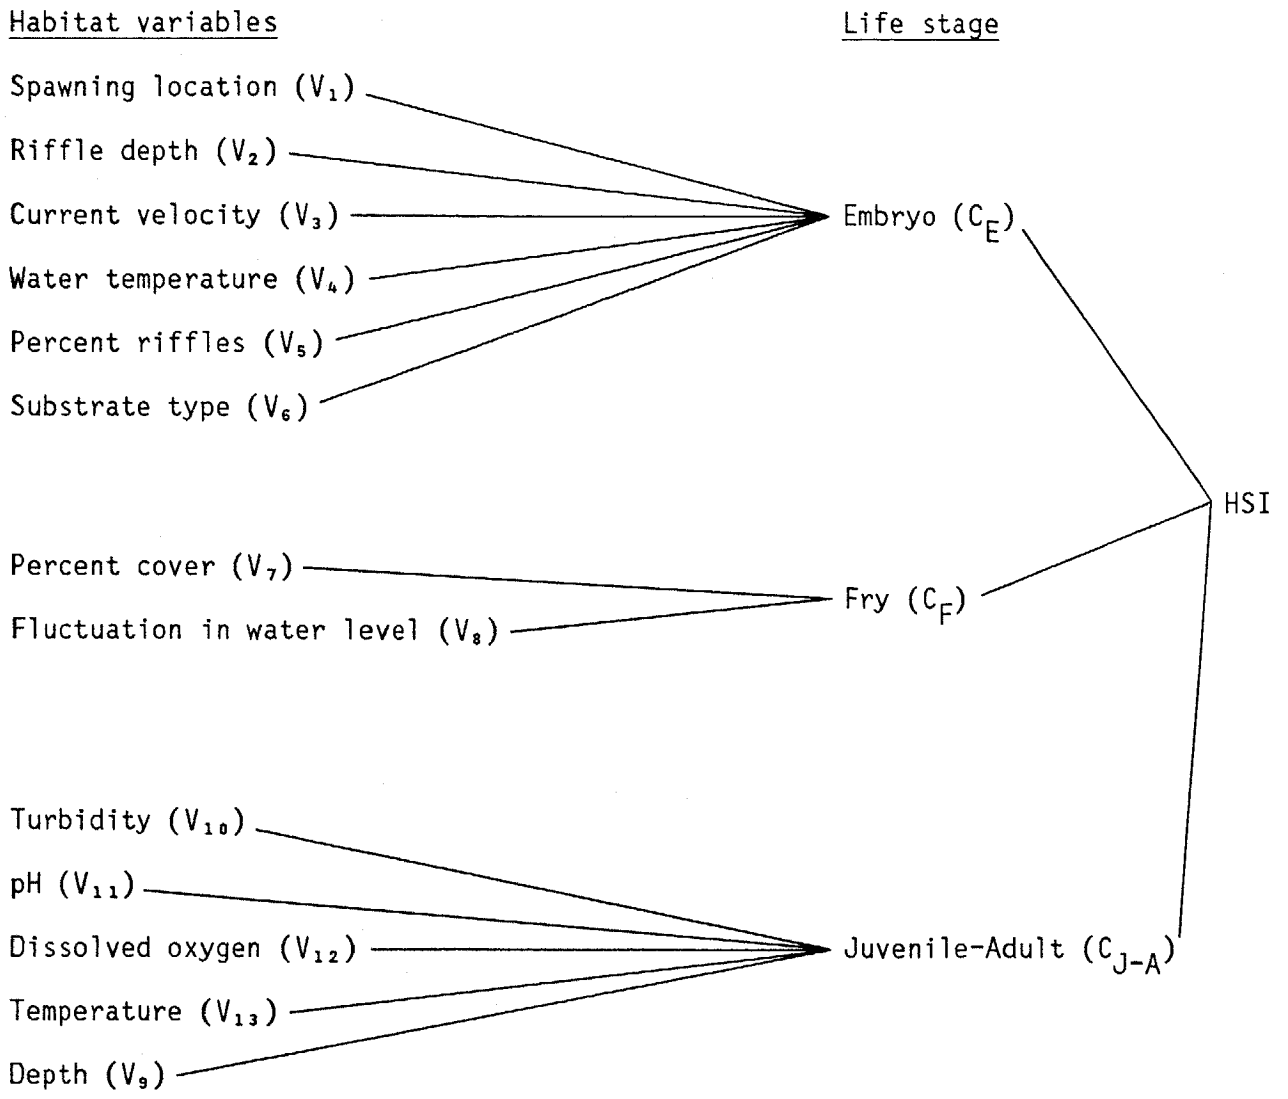 Habitat variables
Life stage
Spawning location (V₁)
Riffle depth (V₂)
Current velocity (V₃)
Embryo (C_E)
Water temperature (V₄)
Percent riffles (V₅)
Substrate type (V₆)
HSI
Percent cover (V₇)
Fry (C_F)
Fluctuation in water level (V₈)
Turbidity (V₁₀)
pH (V₁₁)
Dissolved oxygen (V₁₂)
Juvenile-Adult (C_J-A)
Temperature (V₁₃)
Depth (V₉)